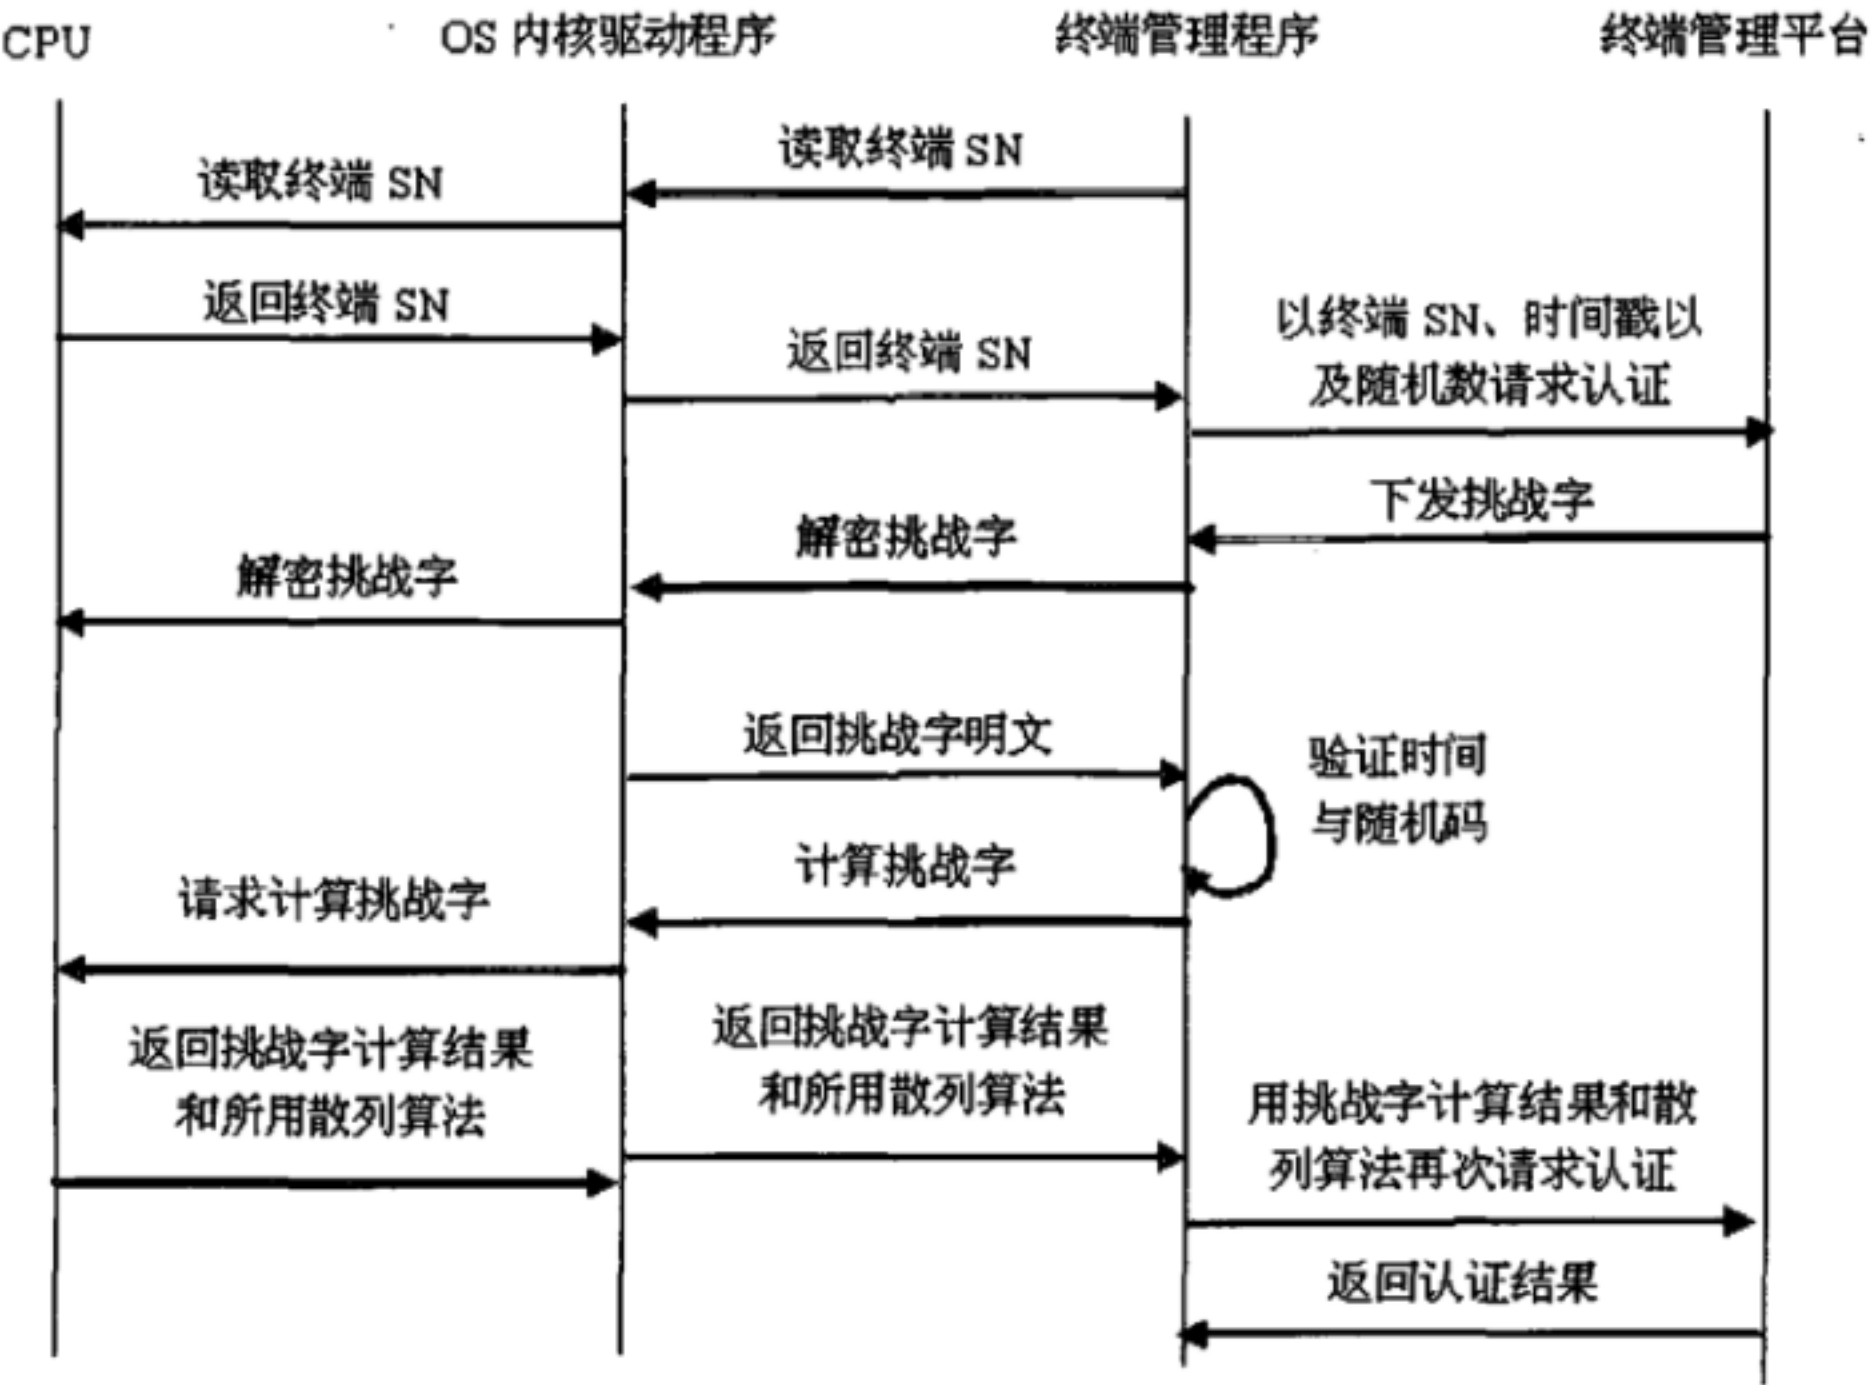 CPU
OS 内核驱动程序
终端管理程序
终端管理平台
读取终端 SN
读取终端 SN
返回终端 SN
返回终端 SN
以终端 SN、时间戳以
及随机数请求认证
下发挑战字
解密挑战字
解密挑战字
返回挑战字明文
验证时间
与随机码
计算挑战字
请求计算挑战字
返回挑战字计算结果
和所用散列算法
返回挑战字计算结果
和所用散列算法
用挑战字计算结果和散
列算法再次请求认证
返回认证结果